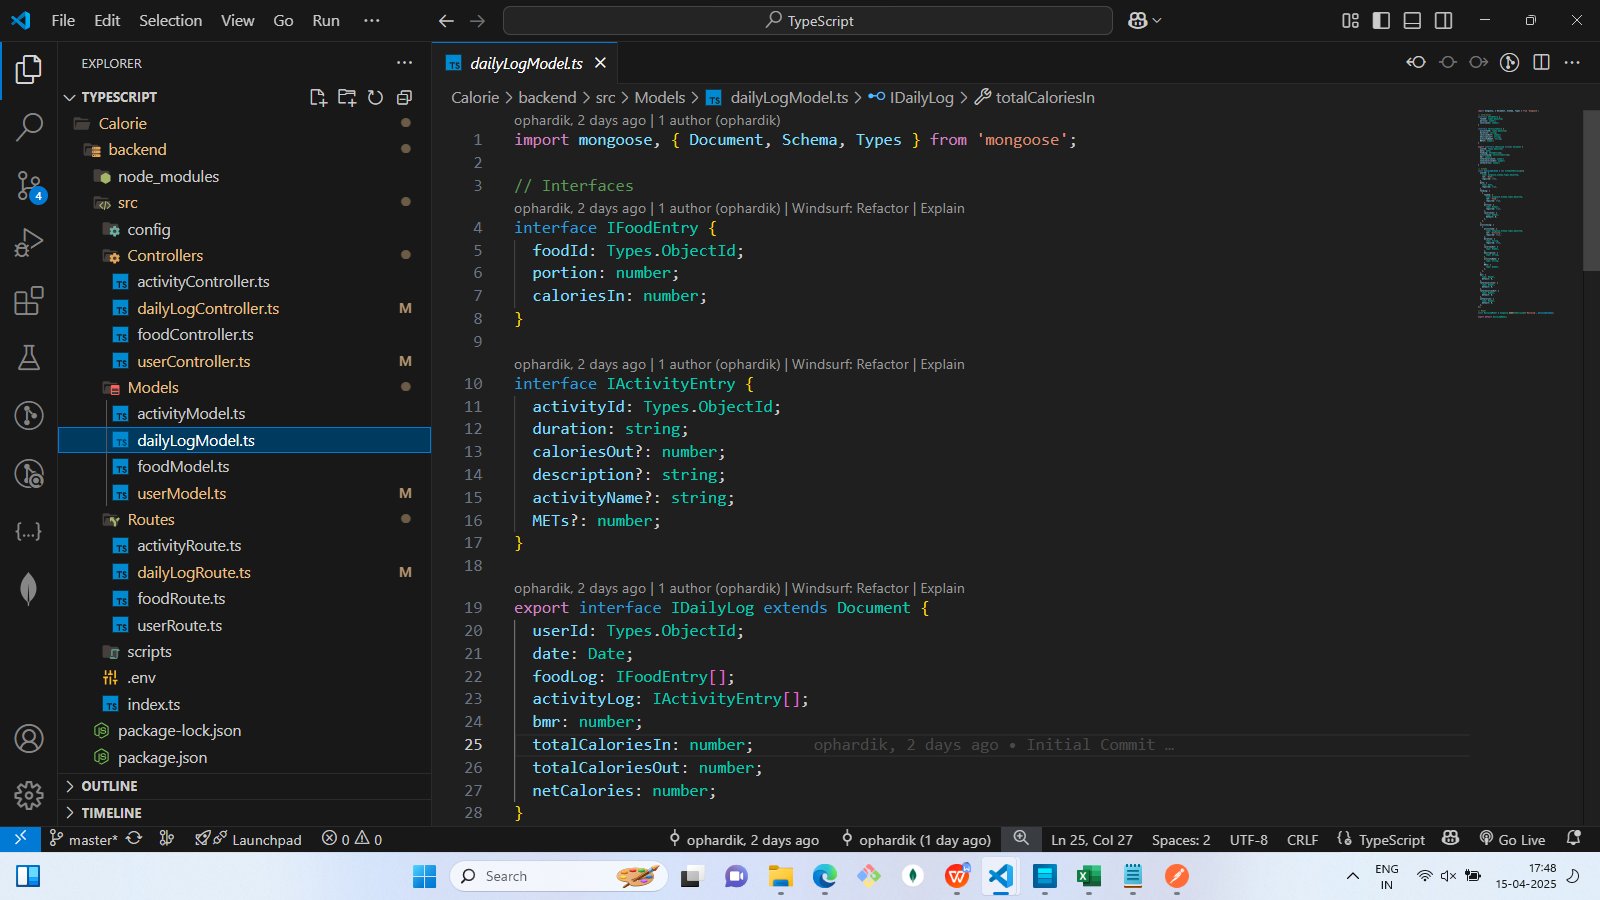 File Edit Selection View Go Run ···
TypeScript
EXPLORER
TYPESCRIPT
Calorie
backend
node_modules
src
config
Controllers
activityController.ts
dailyLogController.ts M
foodController.ts
userController.ts M
Models
activityModel.ts
dailyLogModel.ts
foodModel.ts
userModel.ts M
Routes
activityRoute.ts
dailyLogRoute.ts M
foodRoute.ts
userRoute.ts
scripts
.env
index.ts
package-lock.json
package.json
OUTLINE
TIMELINE
4
dailyLogModel.ts
Calorie > backend > src > Models > TS dailyLogModel.ts > IDailyLog > totalCaloriesIn
ophardik, 2 days ago | 1 author (ophardik)
1 import mongoose, { Document, Schema, Types } from 'mongoose';
2
3 // Interfaces
ophardik, 2 days ago | 1 author (ophardik) | Windsurf: Refactor | Explain
4 interface IFoodEntry {
5 foodId: Types.ObjectId;
6 portion: number;
7 caloriesIn: number;
8 }
9
ophardik, 2 days ago | 1 author (ophardik) | Windsurf: Refactor | Explain
10 interface IActivityEntry {
11 activityId: Types.ObjectId;
12 duration: string;
13 caloriesOut?: number;
14 description?: string;
15 activityName?: string;
16 METs?: number;
17 }
18
ophardik, 2 days ago | 1 author (ophardik) | Windsurf: Refactor | Explain
19 export interface IDailyLog extends Document {
20 userId: Types.ObjectId;
21 date: Date;
22 foodLog: IFoodEntry[];
23 activityLog: IActivityEntry[];
24 bmr: number;
25 totalCaloriesIn: number; ophardik, 2 days ago • Initial Commit …
26 totalCaloriesOut: number;
27 netCalories: number;
28 }
master* Launchpad 0 0 ophardik, 2 days ago ophardik (1 day ago) Ln 25, Col 27 Spaces: 2 UTF-8 CRLF TypeScript Go Live
Search
ENG
IN
17:48
15-04-2025